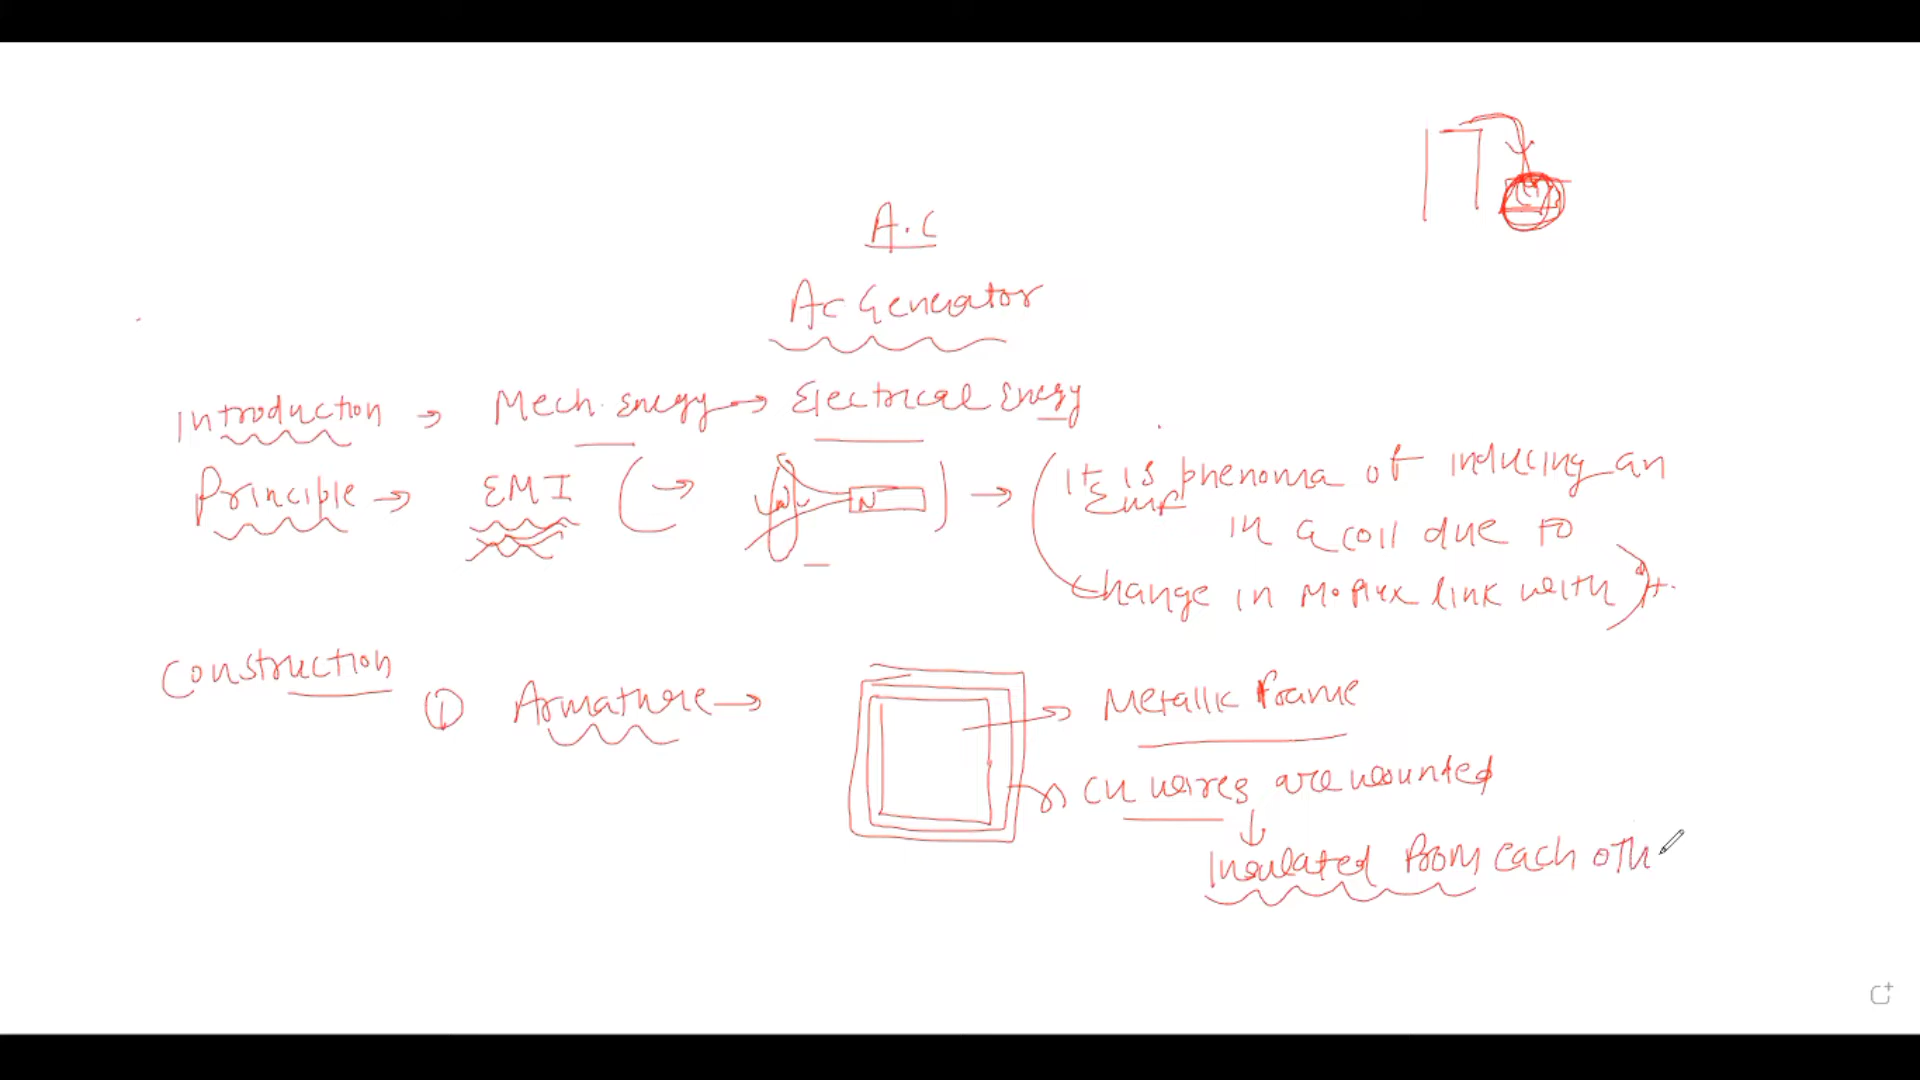 A.C
Ac Generator
Introduction → Mech. Energy → Electrical Energy
Principle → EMI ( → N ) → ( It is phenoma of inducing an
Emf in a coil due to
change in M. flux link with it. )
Construction
① Armature → Metallic Frame
Cu wires are wounted
↓
Insulated from each oth